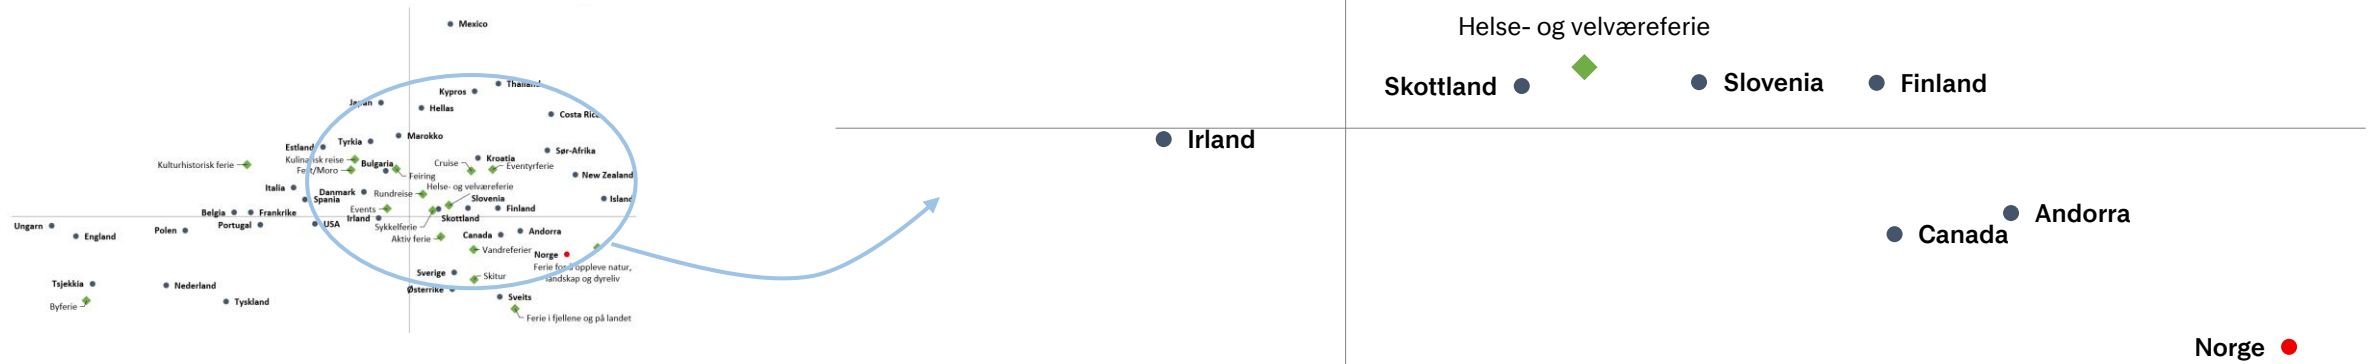 Mexico
Thailand
Kypros
Japan
Hellas
Costa Rica
Marokko
Tyrkia
Estland
Sør-Afrika
Kulinarisk reise
Kroatia
Kulturhistorisk ferie
Bulgaria
Cruise
Eventyrferie
Fest/Moro
Feiring
New Zealand
Helse- og velværeferie
Italia
Danmark
Rundreise
Spania
Slovenia
Island
Events
Finland
Belgia
Frankrike
Irland
Skottland
Ungarn
Portugal
USA
Sykkelferie
Polen
England
Aktiv ferie
Canada
Andorra
Vandreferier
Norge
Ferie for å oppleve natur,
landskap og dyreliv
Sverige
Skitur
Tsjekkia
Nederland
Østerrike
Byferie
Tyskland
Sveits
Ferie i fjellene og på landet
Helse- og velværeferie
Skottland
Slovenia
Finland
Irland
Andorra
Canada
Norge